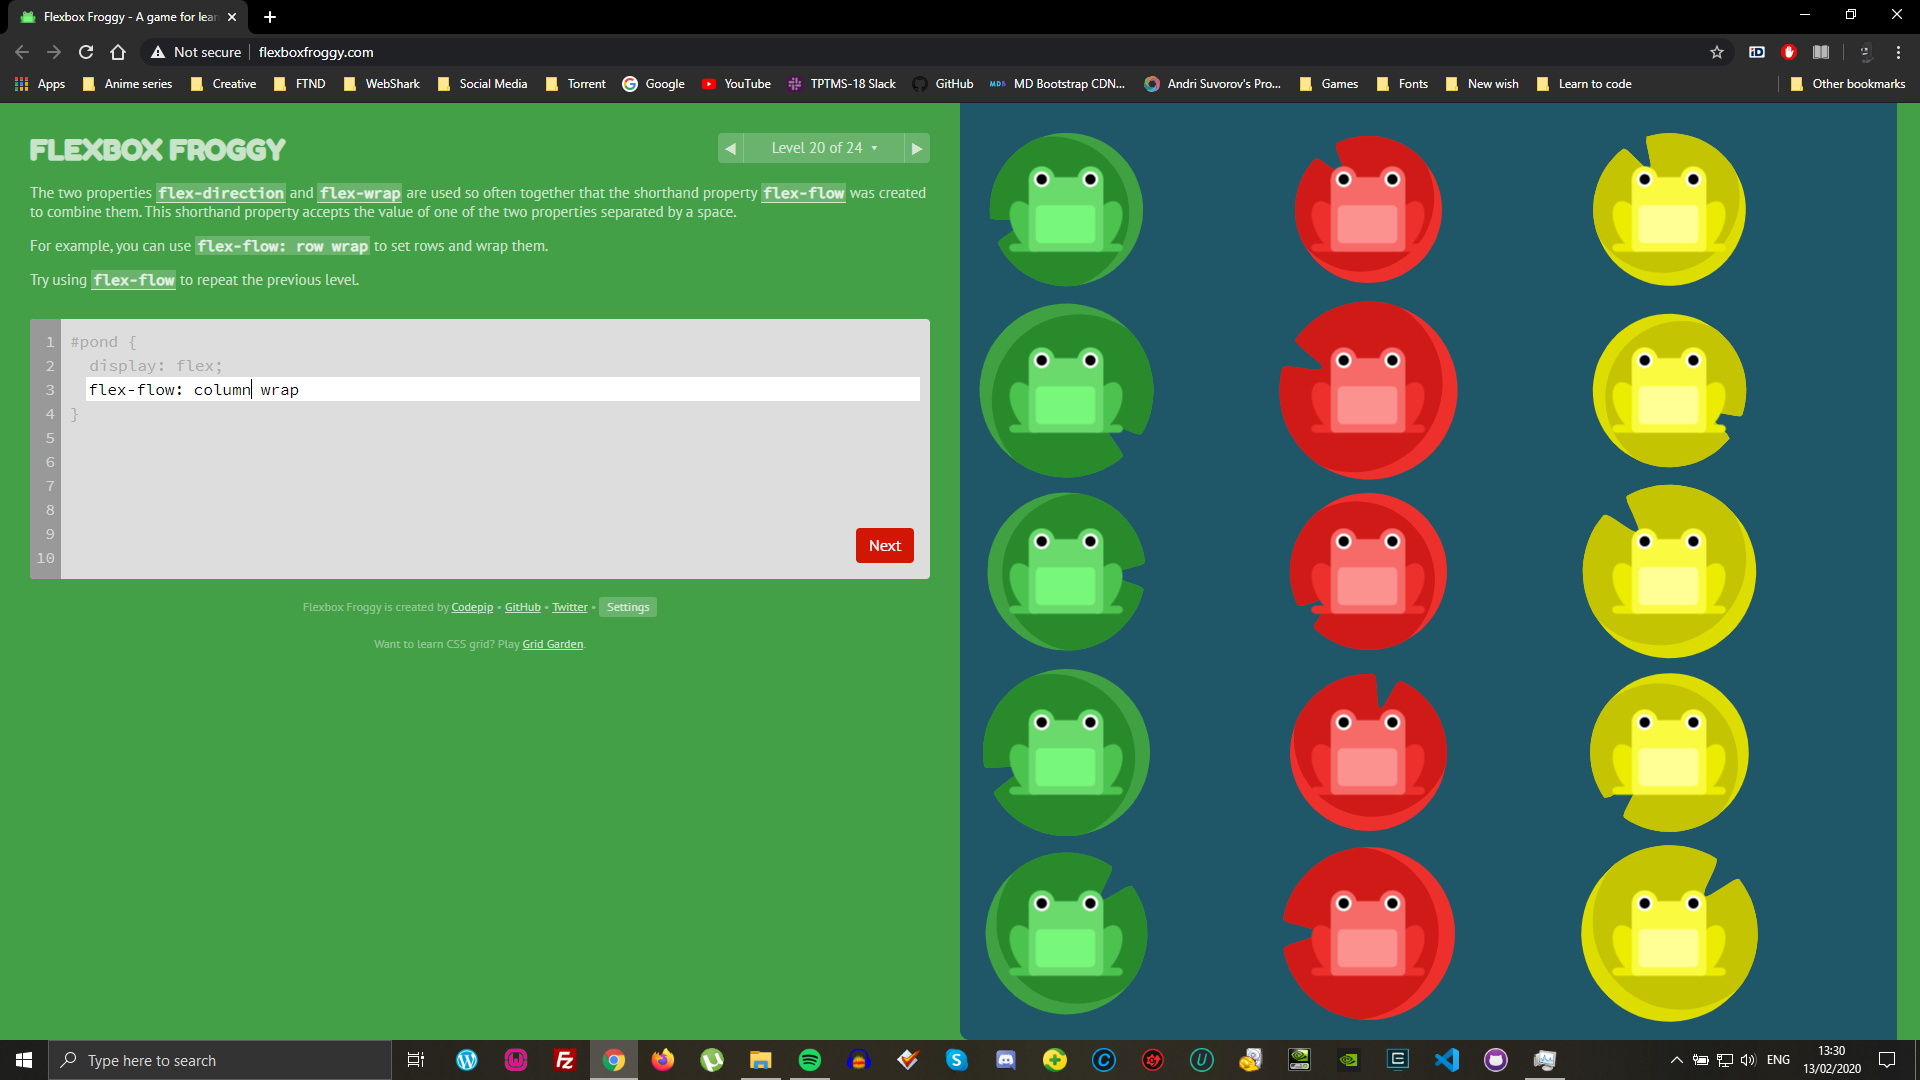 Flexbox Froggy - A game for lear
Not secure
flexboxfroggy.com
Apps Anime series Creative FTND WebShark Social Media Torrent Google YouTube TPTMS-18 Slack GitHub MDB MD Bootstrap CDN... Andri Suvorov's Pro... Games Fonts New wish Learn to code Other bookmarks
FLEXBOX FROGGY
◀ Level 20 of 24 ▾ ▶
The two properties flex-direction and flex-wrap are used so often together that the shorthand property flex-flow was created
to combine them. This shorthand property accepts the value of one of the two properties separated by a space.
For example, you can use flex-flow: row wrap to set rows and wrap them.
Try using flex-flow to repeat the previous level.
1 #pond {
2 display: flex;
3 flex-flow: column wrap
4 }
5
6
7
8
9
10
Next
Flexbox Froggy is created by Codepip • GitHub • Twitter • Settings
Want to learn CSS grid? Play Grid Garden.
Type here to search
ENG
13:30
13/02/2020